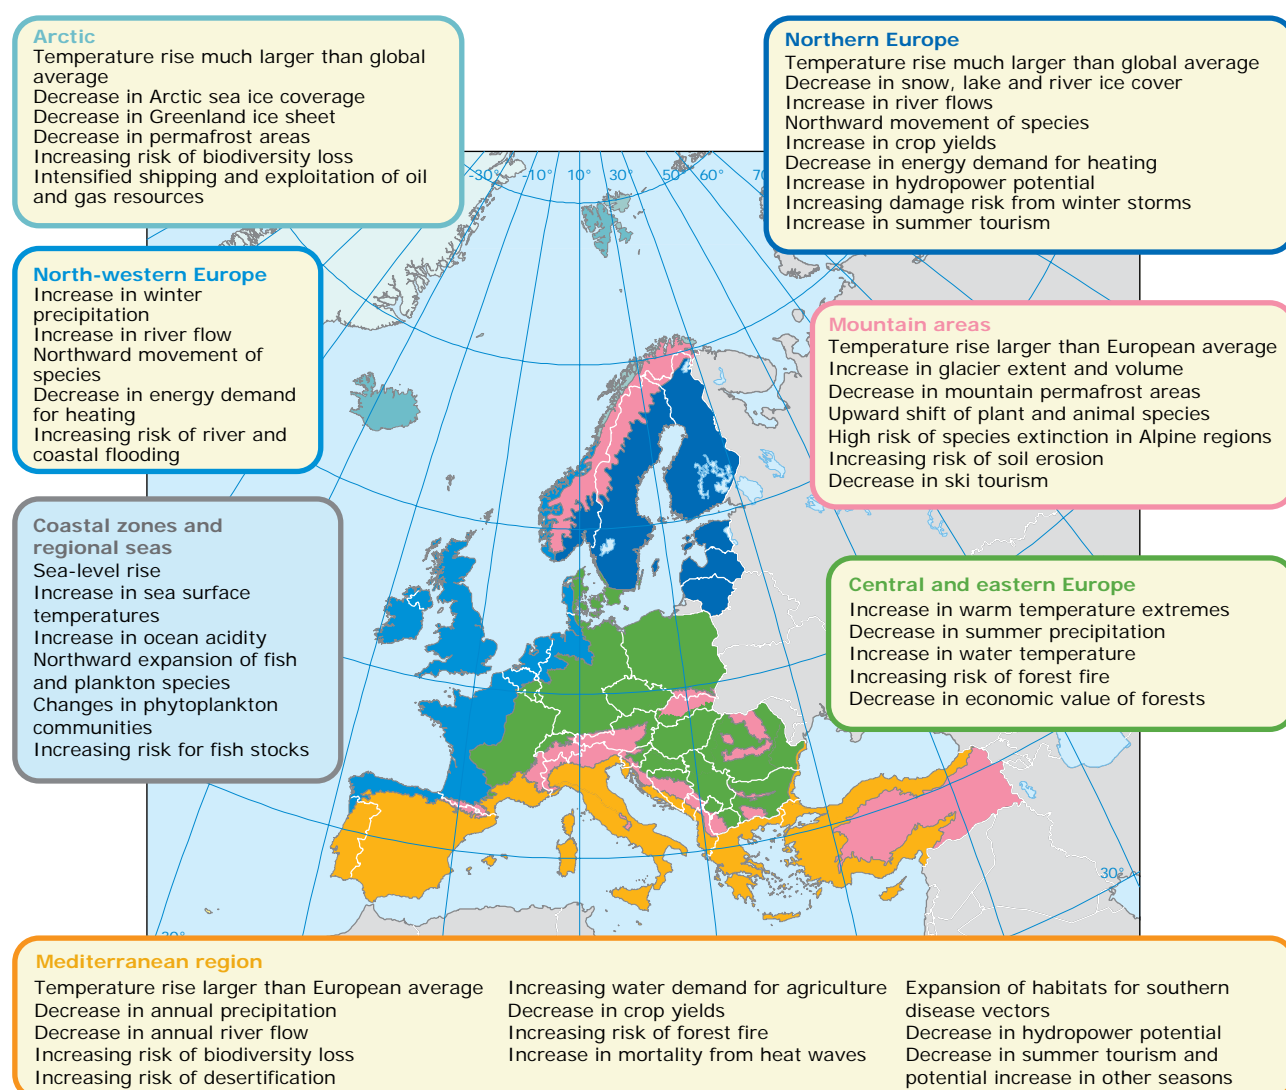 Arctic
Temperature rise much larger than global
average
Decrease in Arctic sea ice coverage
Decrease in Greenland ice sheet
Decrease in permafrost areas
Increasing risk of biodiversity loss
Intensified shipping and exploitation of oil
and gas resources
Northern Europe
Temperature rise much larger than global average
Decrease in snow, lake and river ice cover
Increase in river flows
Northward movement of species
Increase in crop yields
Decrease in energy demand for heating
Increase in hydropower potential
Increasing damage risk from winter storms
Increase in summer tourism
-30° -10° 10° 30° 50° 60°
North-western Europe
Increase in winter
precipitation
Increase in river flow
Northward movement of
species
Decrease in energy demand
for heating
Increasing risk of river and
coastal flooding
Mountain areas
Temperature rise larger than European average
Increase in glacier extent and volume
Decrease in mountain permafrost areas
Upward shift of plant and animal species
High risk of species extinction in Alpine regions
Increasing risk of soil erosion
Decrease in ski tourism
Coastal zones and
regional seas
Sea-level rise
Increase in sea surface
temperatures
Increase in ocean acidity
Northward expansion of fish
and plankton species
Changes in phytoplankton
communities
Increasing risk for fish stocks
Central and eastern Europe
Increase in warm temperature extremes
Decrease in summer precipitation
Increase in water temperature
Increasing risk of forest fire
Decrease in economic value of forests
30°
Mediterranean region
Temperature rise larger than European average
Decrease in annual precipitation
Decrease in annual river flow
Increasing risk of biodiversity loss
Increasing risk of desertification
Increasing water demand for agriculture
Decrease in crop yields
Increasing risk of forest fire
Increase in mortality from heat waves
Expansion of habitats for southern
disease vectors
Decrease in hydropower potential
Decrease in summer tourism and
potential increase in other seasons